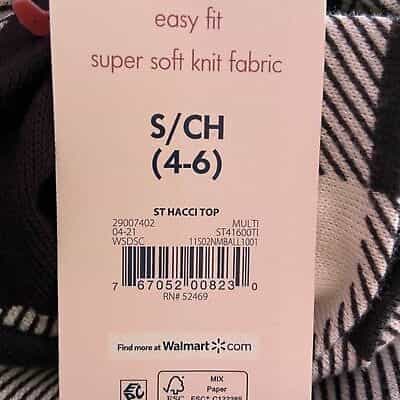 easy fit
super soft knit fabric
S/CH
(4-6)
ST HACCI TOP
29007402 MULTI
04-21 ST41600TI
WSDSC 11502NMBALL1001
7 67052 00823 0
RN# 52469
Find more at Walmart com
FSC
MIX
Paper